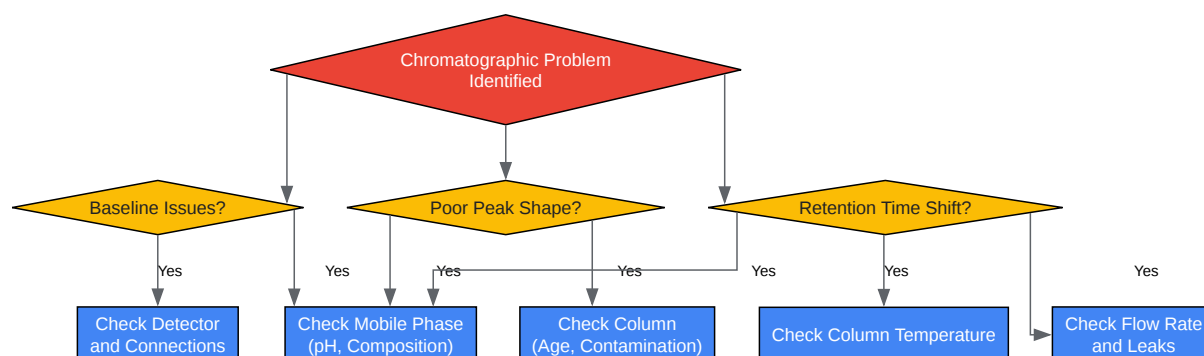 Chromatographic Problem
Identified
Baseline Issues?
Poor Peak Shape?
Retention Time Shift?
Yes
Yes
Yes
Yes
Yes
Yes
Yes
Check Detector
and Connections
Check Mobile Phase
(pH, Composition)
Check Column
(Age, Contamination)
Check Column Temperature
Check Flow Rate
and Leaks